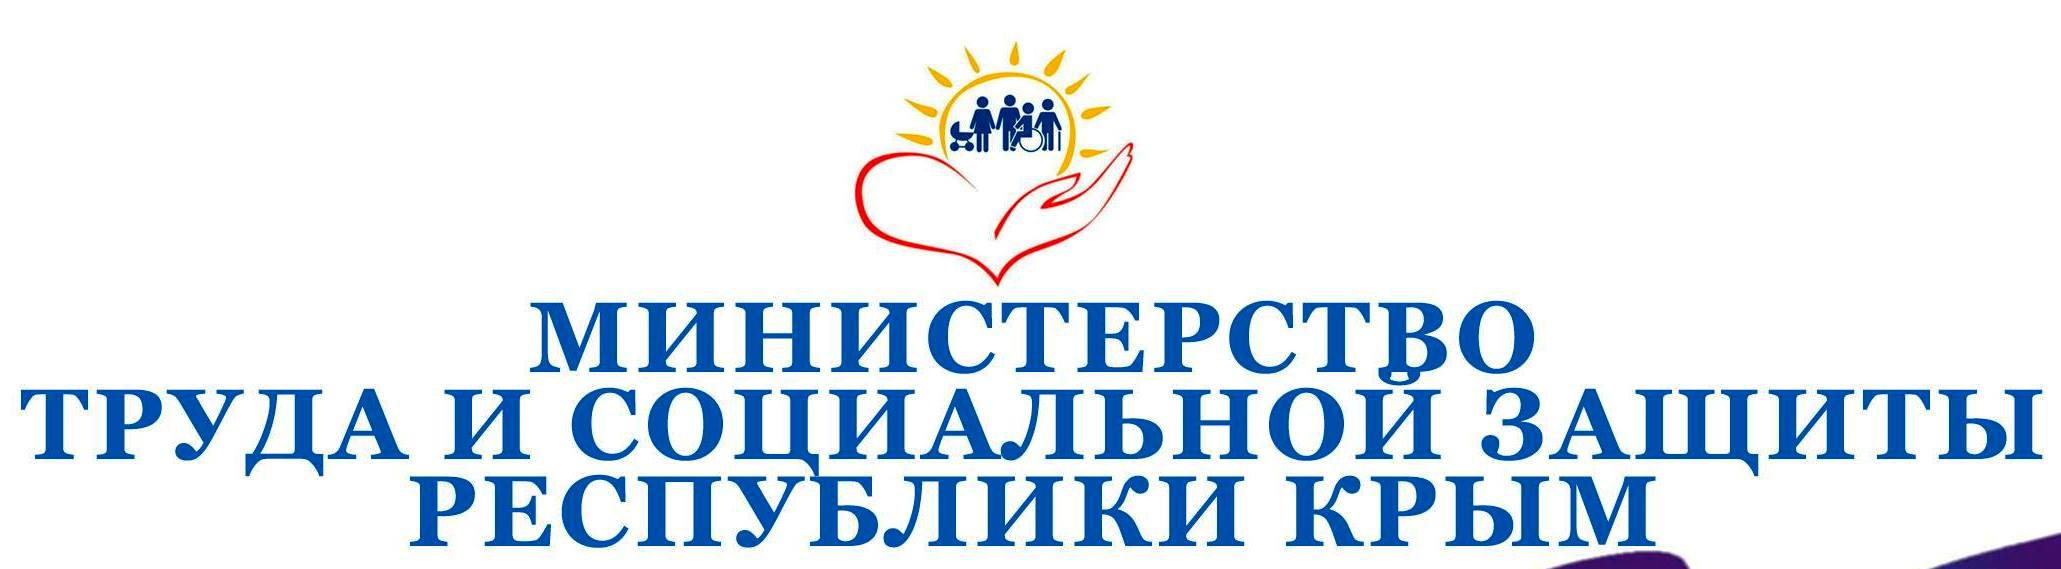 МИНИСТЕРСТВО
ТРУДА И СОЦИАЛЬНОЙ ЗАЩИТЫ
РЕСПУБЛИКИ КРЫМ